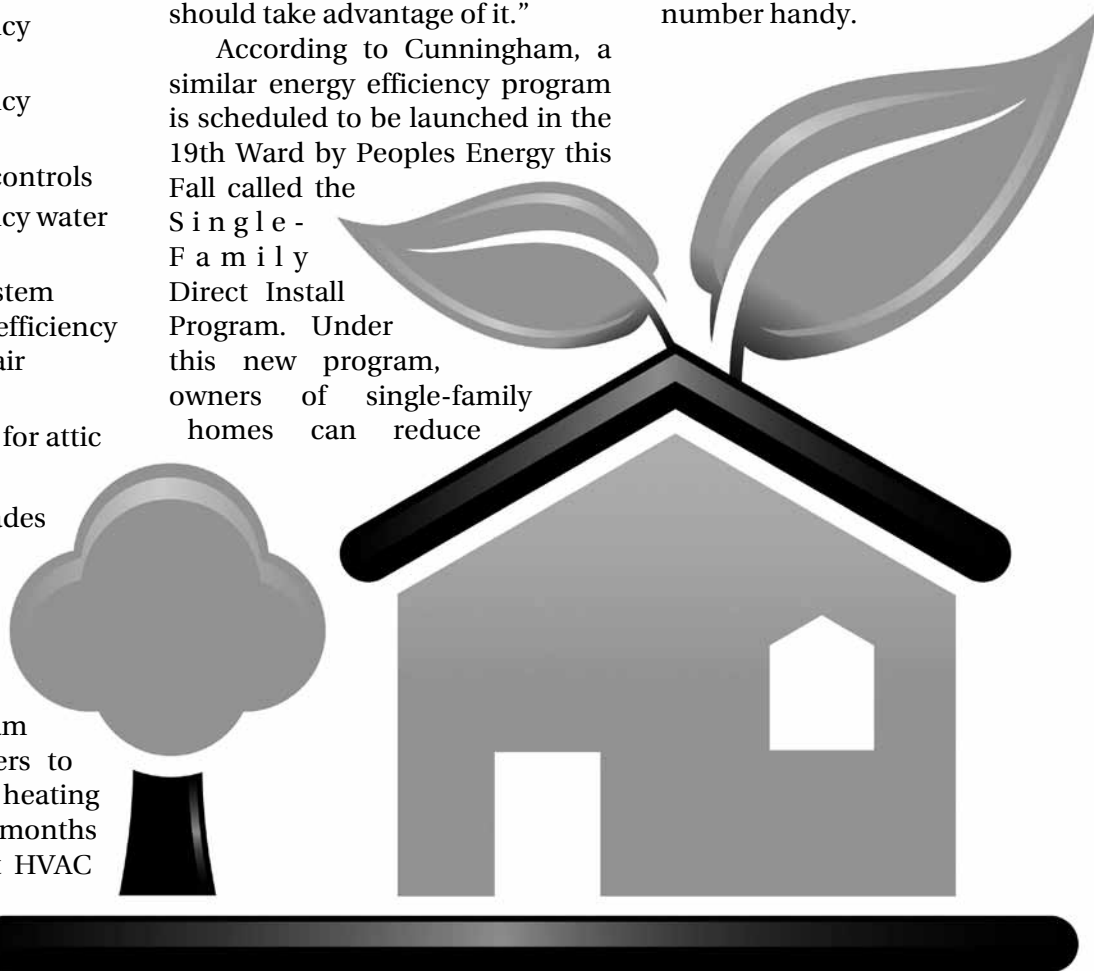 cy
cy
controls
cy water
stem
efficiency
air
for attic
ades
m
ers to
heating
months
HVAC
should take advantage of it.”
According to Cunningham, a
similar energy efficiency program
is scheduled to be launched in the
19th Ward by Peoples Energy this
Fall called the
Single-
Family
Direct Install
Program. Under
this new program,
owners of single-family
homes can reduce
number handy.